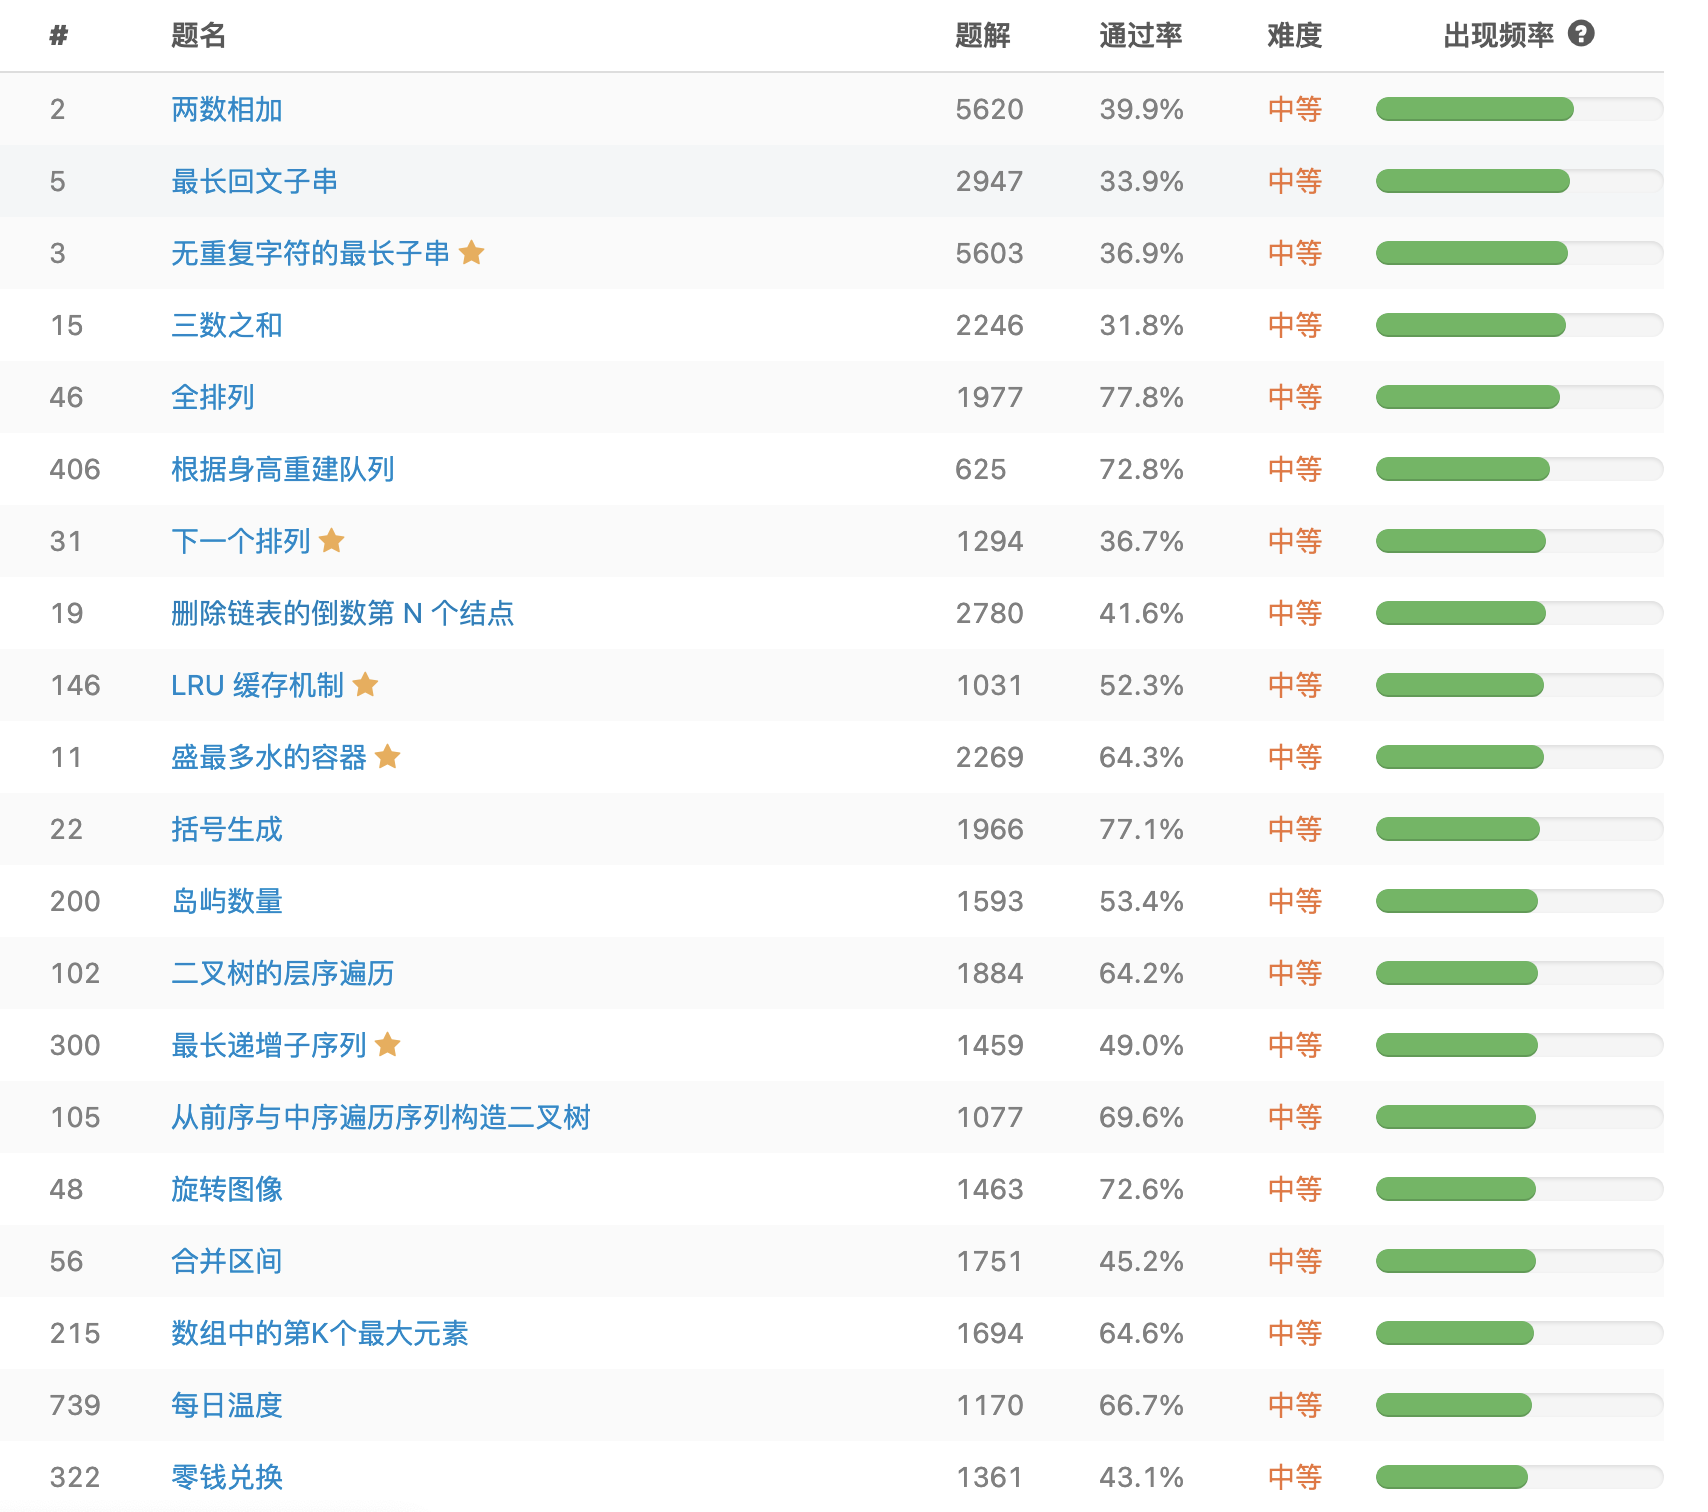 # 题名 题解 通过率 难度 出现频率
2 两数相加 5620 39.9% 中等
5 最长回文子串 2947 33.9% 中等
3 无重复字符的最长子串 5603 36.9% 中等
15 三数之和 2246 31.8% 中等
46 全排列 1977 77.8% 中等
406 根据身高重建队列 625 72.8% 中等
31 下一个排列 1294 36.7% 中等
19 删除链表的倒数第 N 个结点 2780 41.6% 中等
146 LRU 缓存机制 1031 52.3% 中等
11 盛最多水的容器 2269 64.3% 中等
22 括号生成 1966 77.1% 中等
200 岛屿数量 1593 53.4% 中等
102 二叉树的层序遍历 1884 64.2% 中等
300 最长递增子序列 1459 49.0% 中等
105 从前序与中序遍历序列构造二叉树 1077 69.6% 中等
48 旋转图像 1463 72.6% 中等
56 合并区间 1751 45.2% 中等
215 数组中的第K个最大元素 1694 64.6% 中等
739 每日温度 1170 66.7% 中等
322 零钱兑换 1361 43.1% 中等